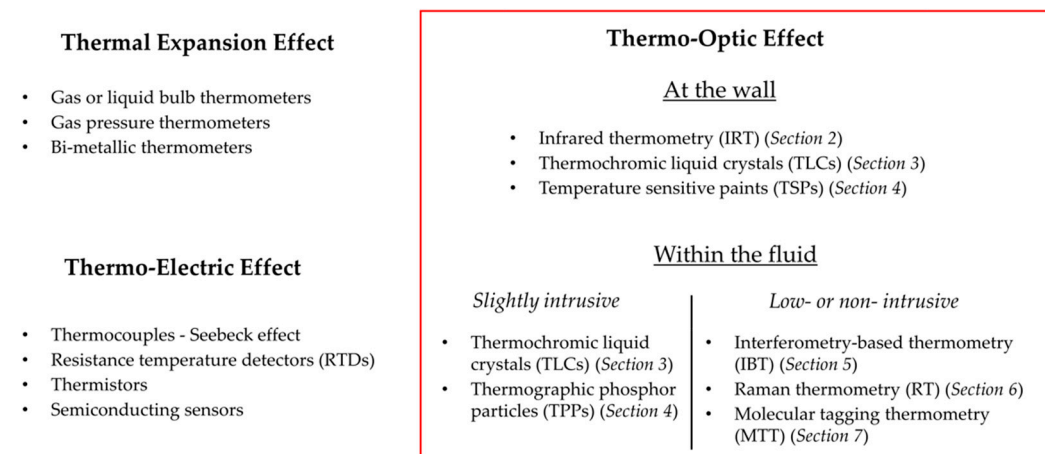 Thermal Expansion Effect
• Gas or liquid bulb thermometers
• Gas pressure thermometers
• Bi-metallic thermometers
Thermo-Electric Effect
• Thermocouples - Seebeck effect
• Resistance temperature detectors (RTDs)
• Thermistors
• Semiconducting sensors
Thermo-Optic Effect
At the wall
• Infrared thermometry (IRT) (Section 2)
• Thermochromic liquid crystals (TLCs) (Section 3)
• Temperature sensitive paints (TSPs) (Section 4)
Within the fluid
Slightly intrusive
• Thermochromic liquid
crystals (TLCs) (Section 3)
• Thermographic phosphor
particles (TPPs) (Section 4)
Low- or non- intrusive
• Interferometry-based thermometry
(IBT) (Section 5)
• Raman thermometry (RT) (Section 6)
• Molecular tagging thermometry
(MTT) (Section 7)